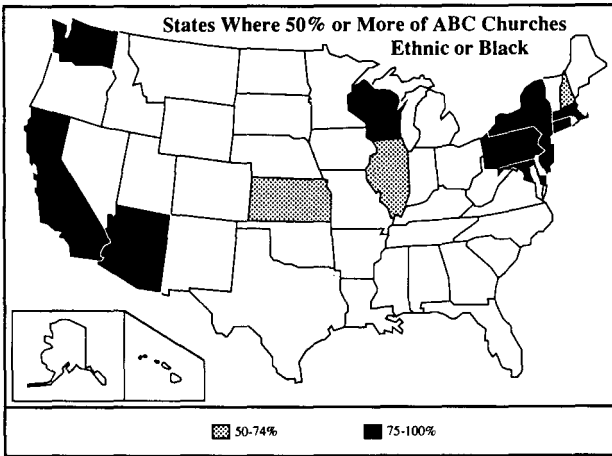 States Where 50% or More of ABC Churches
Ethnic or Black
50-74%
75-100%